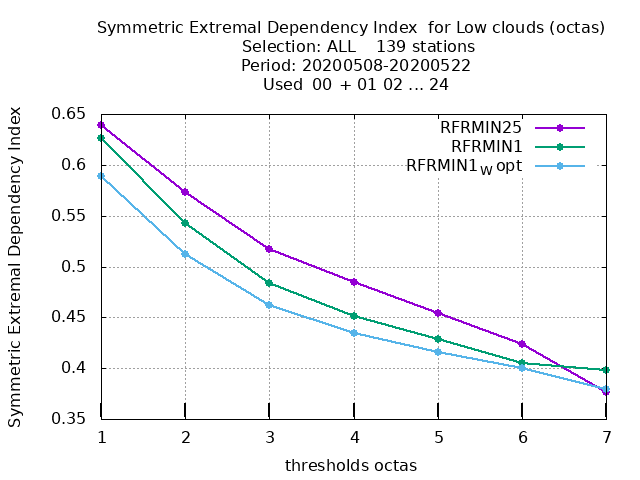 Symmetric Extremal Dependency Index  for Low clouds (octas)
Selection: ALL    139 stations
Period: 20200508-20200522
Used  00 + 01 02 ... 24
Symmetric Extremal Dependency Index
0.65
0.6
0.55
0.5
0.45
0.4
0.35
RFRMIN25
RFRMIN1
RFRMIN1W opt
1 2 3 4 5 6 7
thresholds octas